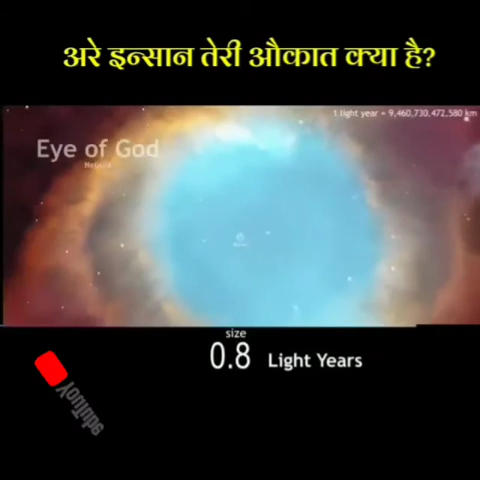 अरे इन्सान तेरी औकात क्या है?
1 light year = 9,460,730,472,580 km
Eye of God
Nebula
size
0.8 Light Years
YouTube